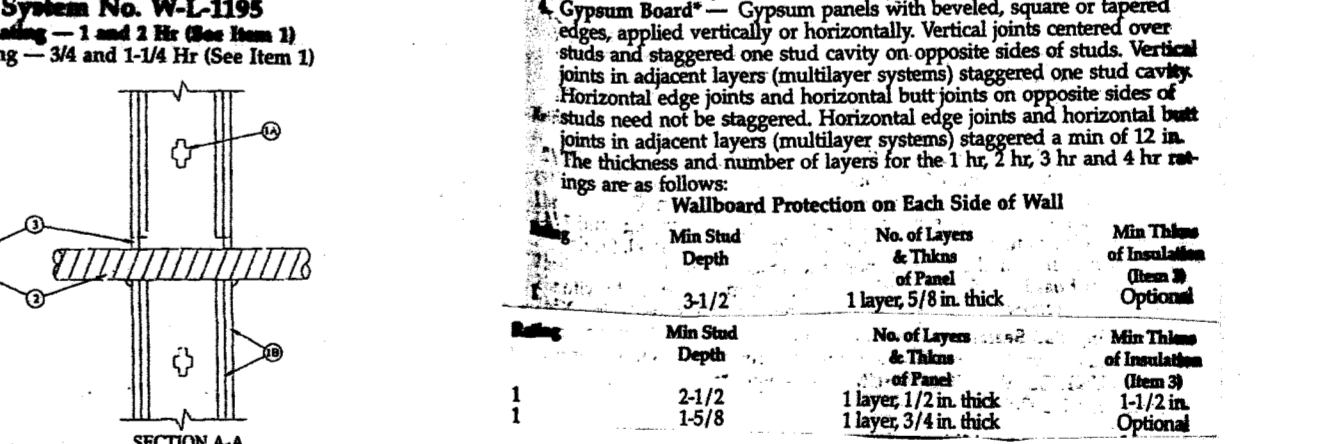 System No. W-L-1195
ating — 1 and 2 Hr (See Item 1)
ng — 3/4 and 1-1/4 Hr (See Item 1)
1A
3
2
1B
SECTION A-A
4. Gypsum Board* — Gypsum panels with beveled, square or tapered
edges, applied vertically or horizontally. Vertical joints centered over
studs and staggered one stud cavity on opposite sides of studs. Vertical
joints in adjacent layers (multilayer systems) staggered one stud cavity.
Horizontal edge joints and horizontal butt joints on opposite sides of
studs need not be staggered. Horizontal edge joints and horizontal butt
joints in adjacent layers (multilayer systems) staggered a min of 12 in.
The thickness and number of layers for the 1 hr, 2 hr, 3 hr and 4 hr rat-
ings are as follows:
Wallboard Protection on Each Side of Wall
Rating Min Stud No. of Layers Min Thkns
Depth & Thkns of Insulation
of Panel (Item 3)
1 3-1/2 1 layer, 5/8 in. thick Optional
Rating Min Stud No. of Layers Min Thkns
Depth & Thkns of Insulation
of Panel (Item 3)
1 2-1/2 1 layer, 1/2 in. thick 1-1/2 in.
1 1-5/8 1 layer, 3/4 in. thick Optional